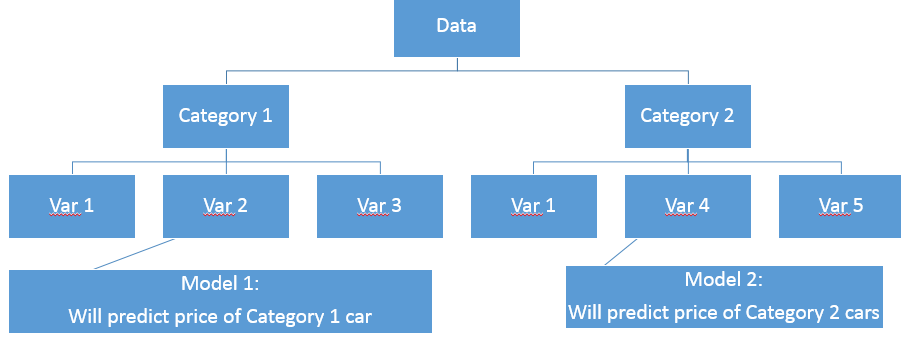 Data
Category 1
Category 2
Var 1
Var 2
Var 3
Var 1
Var 4
Var 5
Model 1:
Will predict price of Category 1 car
Model 2:
Will predict price of Category 2 cars